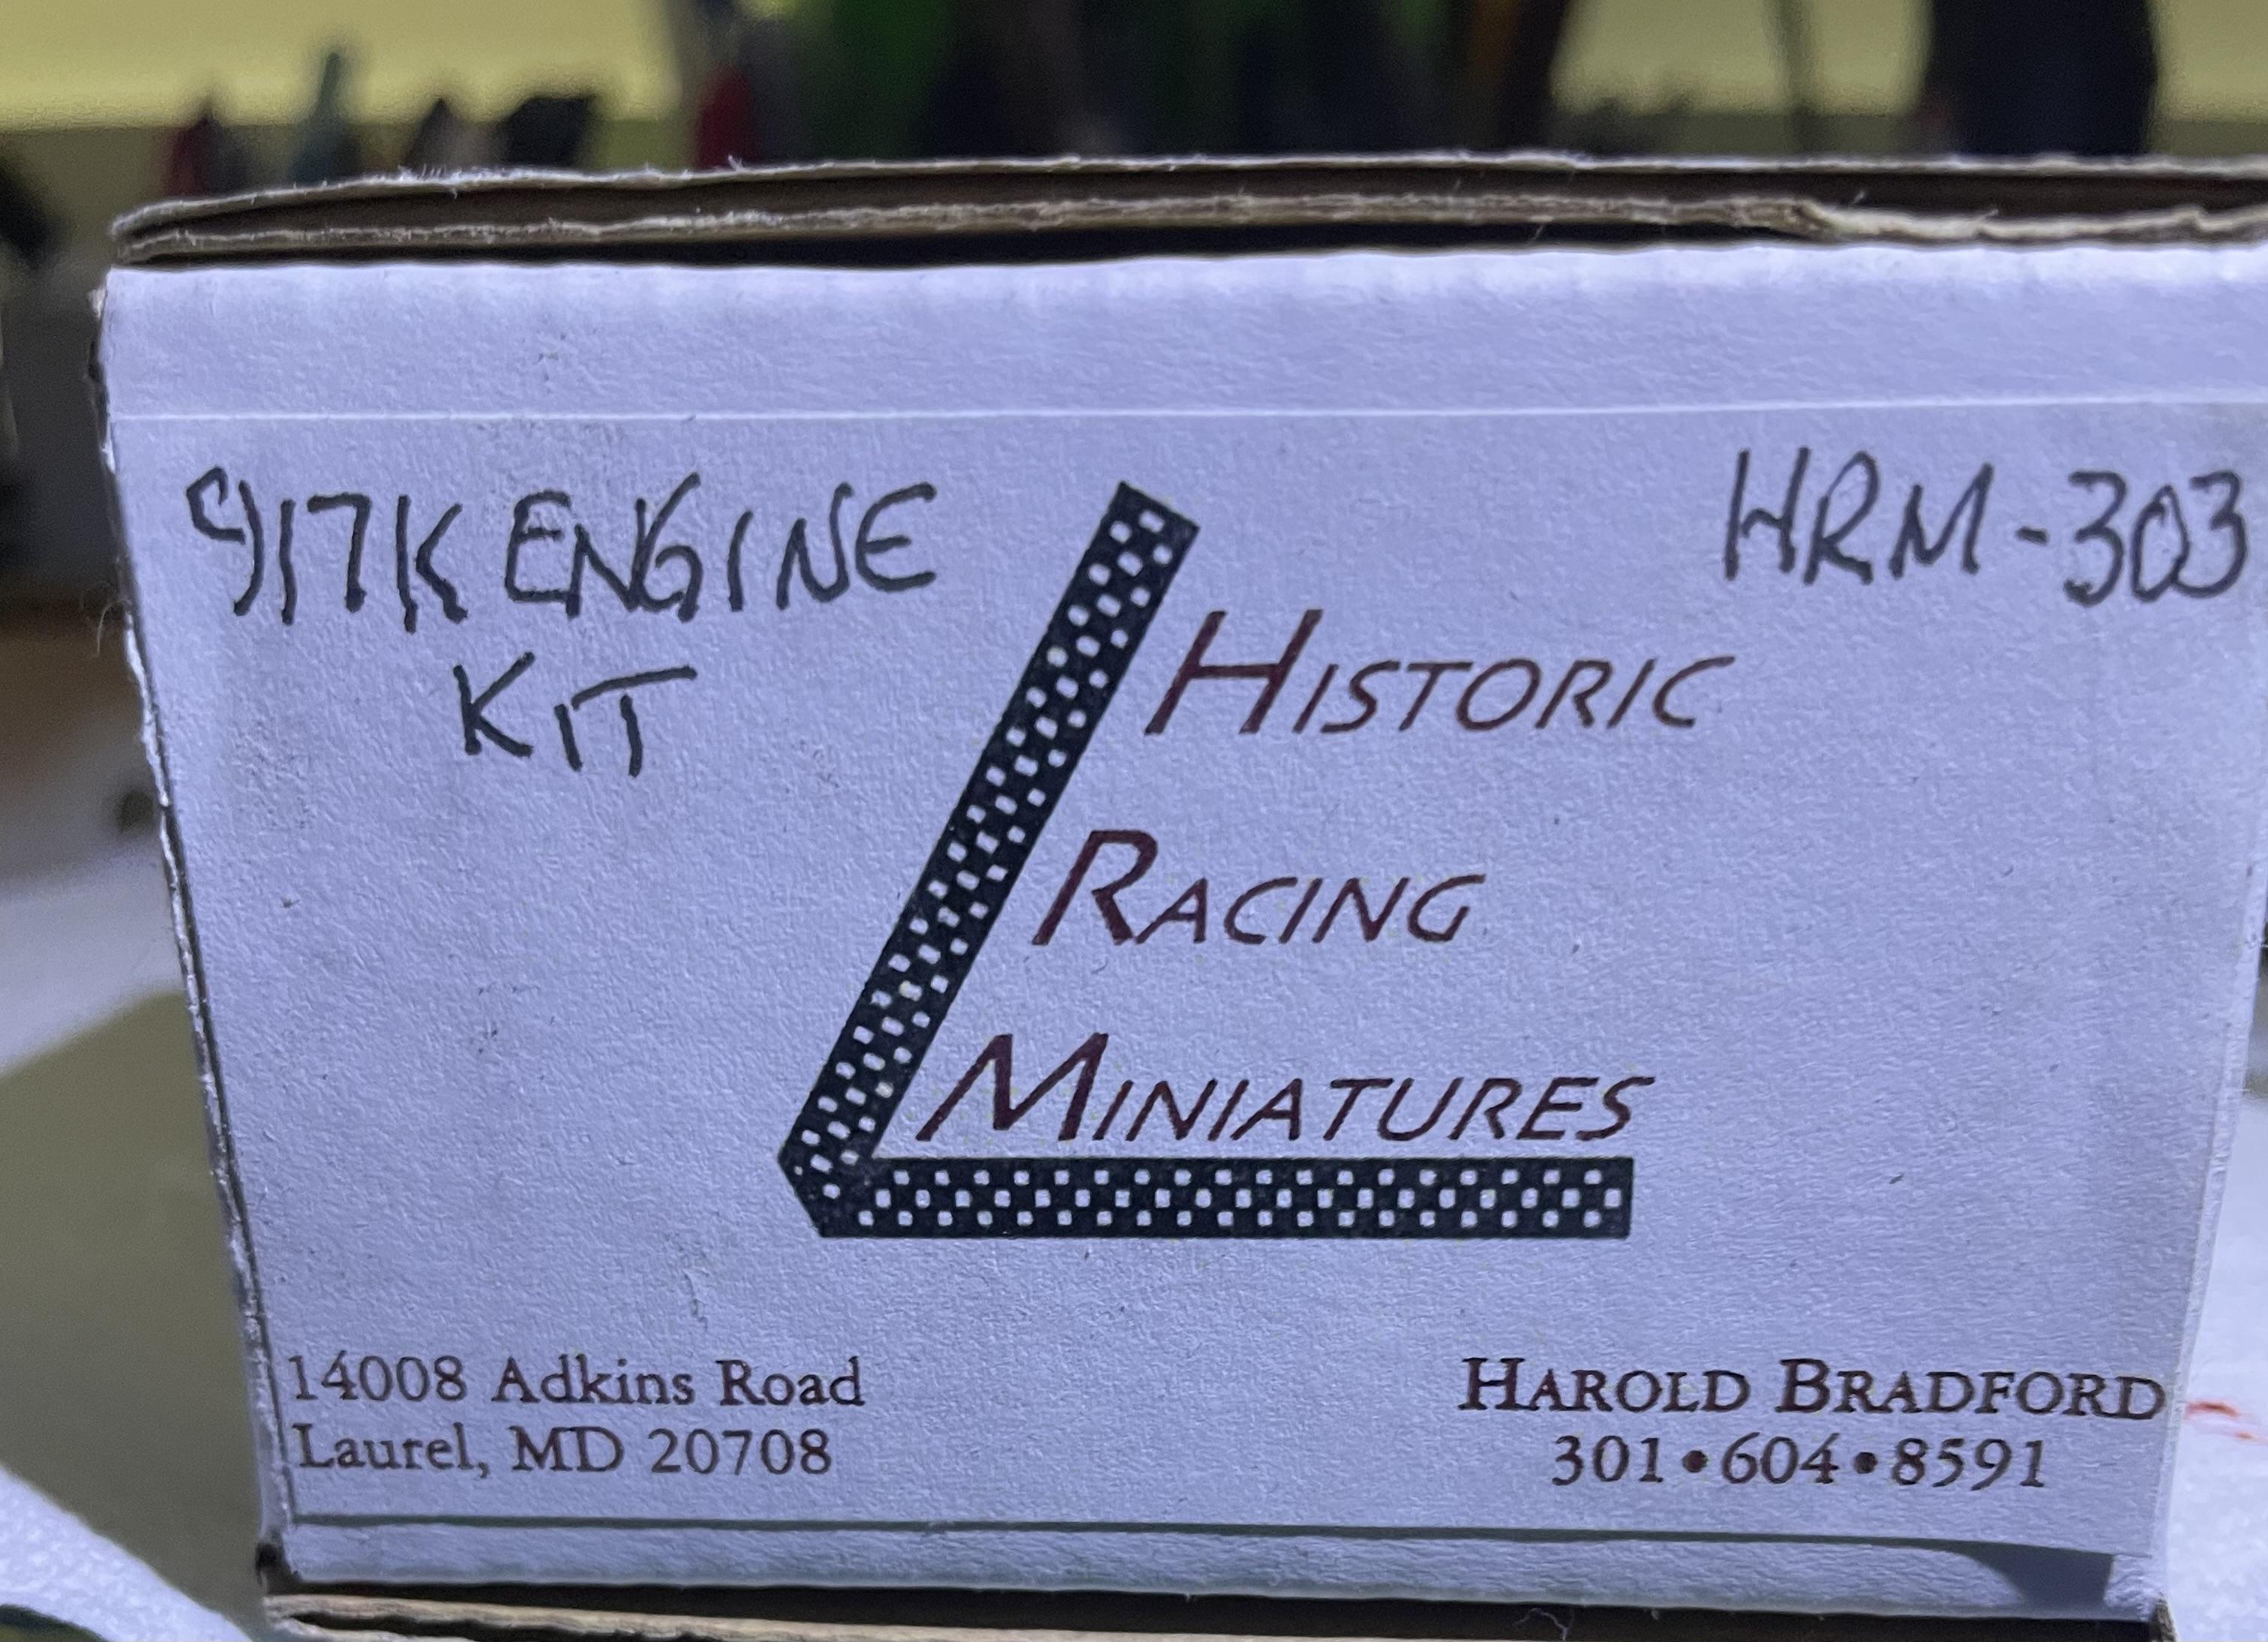 917K ENGINE
KIT
HRM-303
HISTORIC
RACING
MINIATURES
14008 Adkins Road
Laurel, MD 20708
HAROLD BRADFORD
301•604•8591